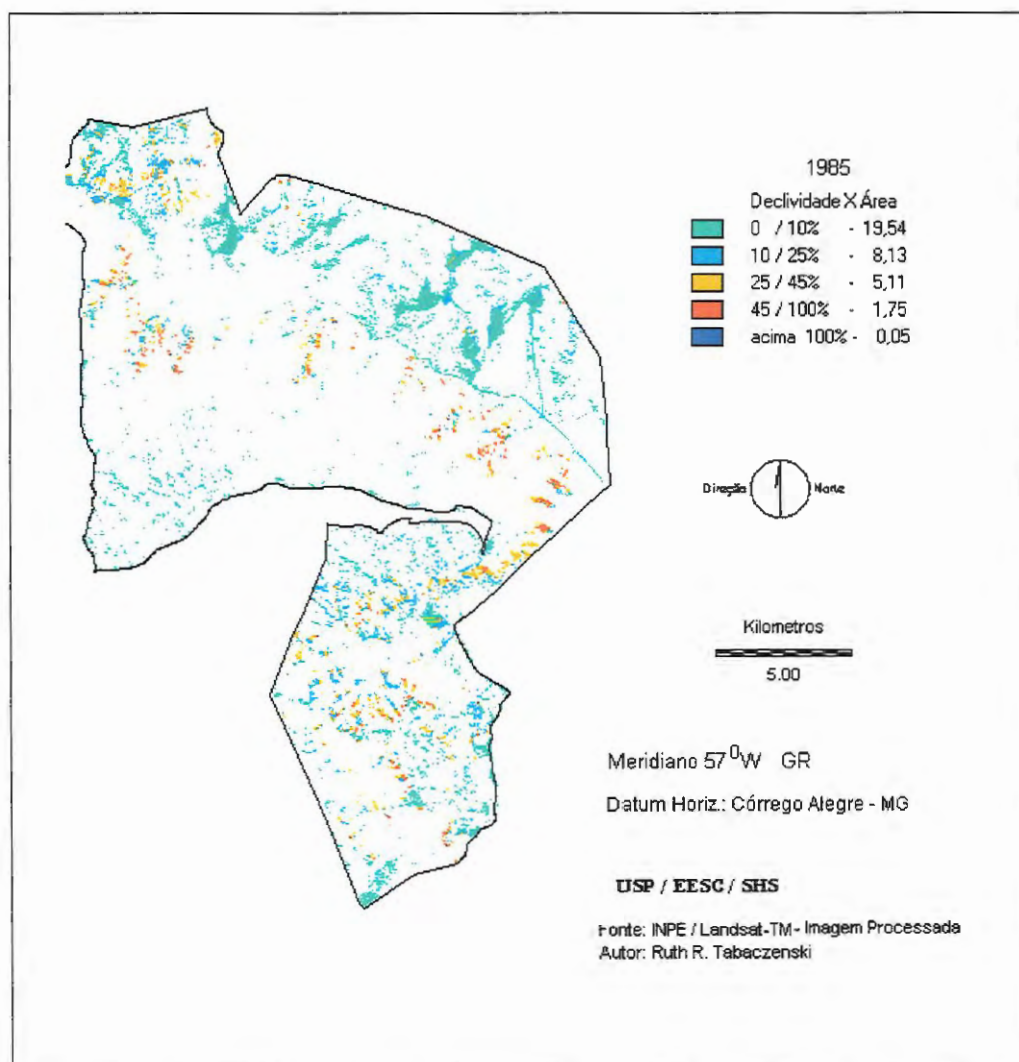 1985
Declividade X Área
0 / 10% - 19,54
10 / 25% - 8,13
25 / 45% - 5,11
45 / 100% - 1,75
acima 100% - 0,05
Direção Norte
Kilometros
5.00
Meridiano 57 0W GR
Datum Horiz.: Córrego Alegre - MG
USP / EESC / SHS
Fonte: INPE / Landsat-TM - Imagem Processada
Autor: Ruth R. Tabaczenski